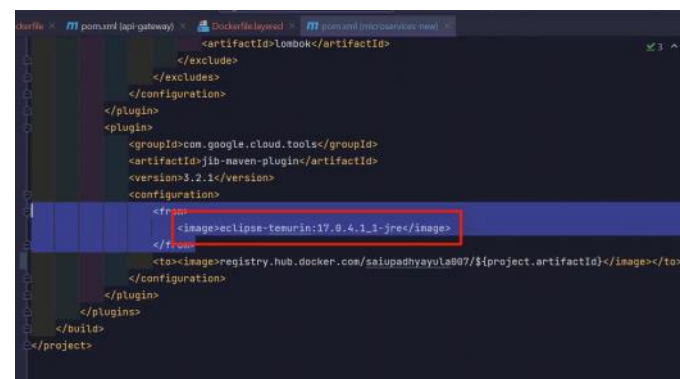 ckerfile × m pom.xml (api-gateway) × Dockerfile.layered × m pom.xml (microservices-new) ×
<artifactId>lombok</artifactId>
3
</exclude>
</excludes>
</configuration>
</plugin>
<plugin>
<groupId>com.google.cloud.tools</groupId>
<artifactId>jib-maven-plugin</artifactId>
<version>3.2.1</version>
<configuration>
<from>
<image>eclipse-temurin:17.0.4.1_1-jre</image>
</from>
<to><image>registry.hub.docker.com/saiupadhyayula007/${project.artifactId}</image></to>
</configuration>
</plugin>
</plugins>
</build>
</project>